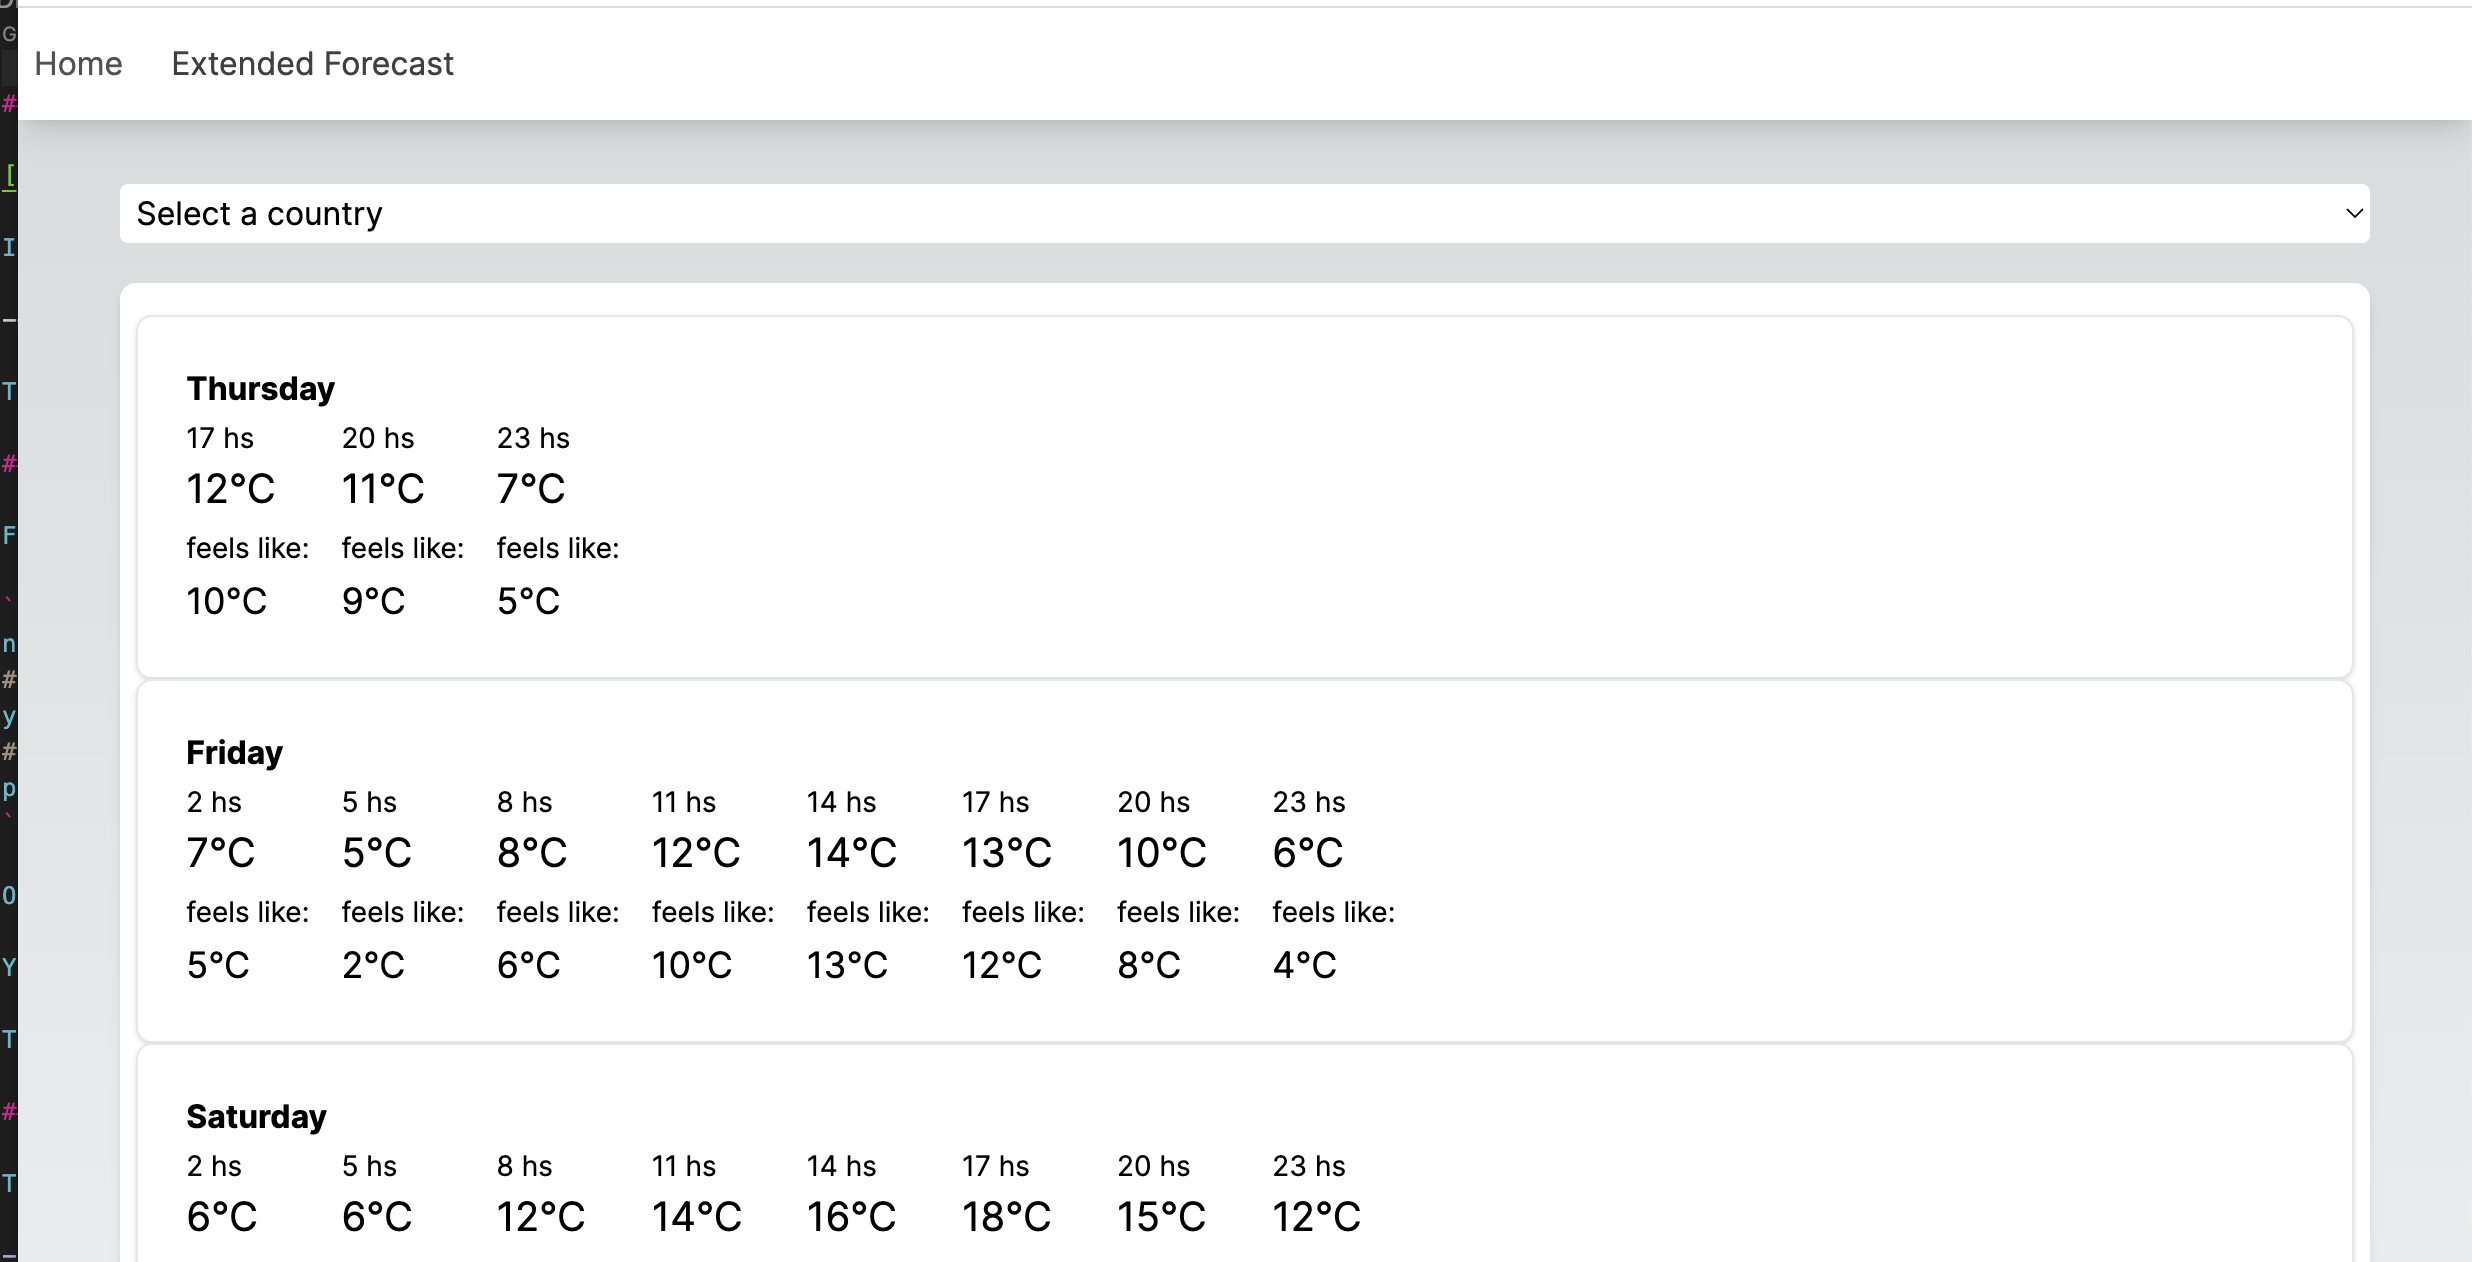 Home Extended Forecast
Select a country
Thursday
17 hs 20 hs 23 hs
12°C 11°C 7°C
feels like: feels like: feels like:
10°C 9°C 5°C
Friday
2 hs 5 hs 8 hs 11 hs 14 hs 17 hs 20 hs 23 hs
7°C 5°C 8°C 12°C 14°C 13°C 10°C 6°C
feels like: feels like: feels like: feels like: feels like: feels like: feels like: feels like:
5°C 2°C 6°C 10°C 13°C 12°C 8°C 4°C
Saturday
2 hs 5 hs 8 hs 11 hs 14 hs 17 hs 20 hs 23 hs
6°C 6°C 12°C 14°C 16°C 18°C 15°C 12°C